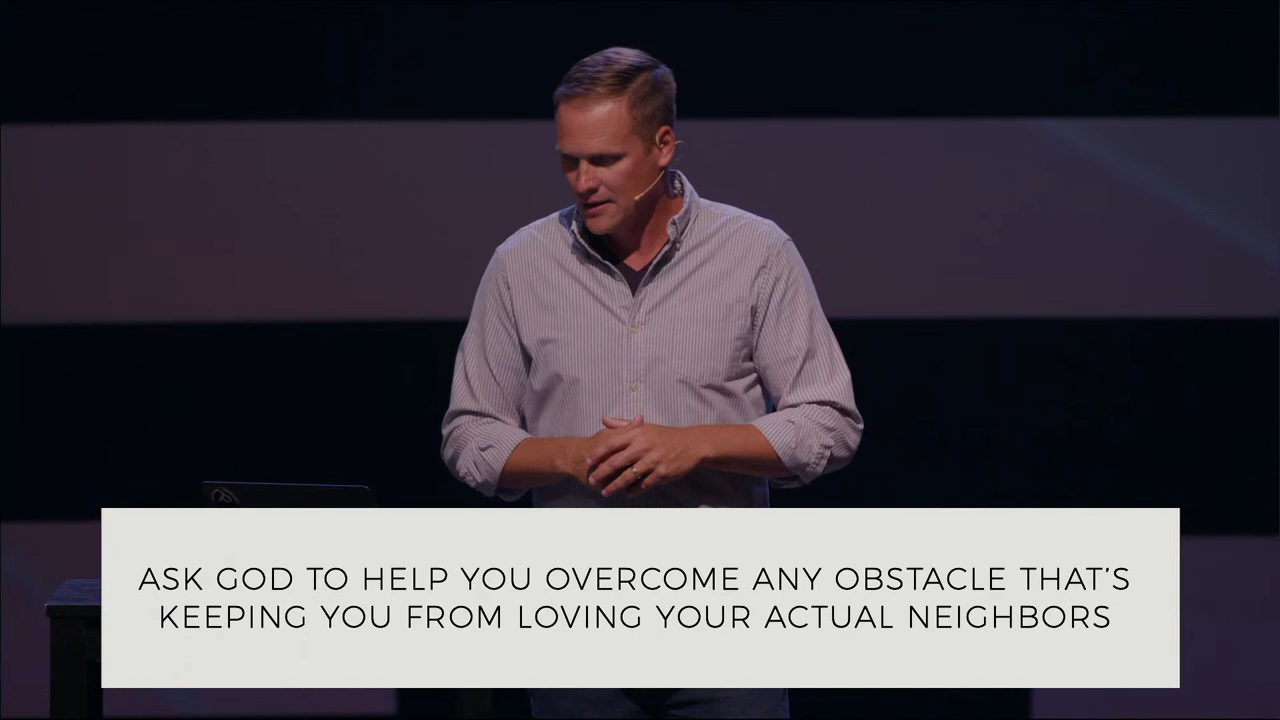 ASK GOD TO HELP YOU OVERCOME ANY OBSTACLE THAT’S
KEEPING YOU FROM LOVING YOUR ACTUAL NEIGHBORS